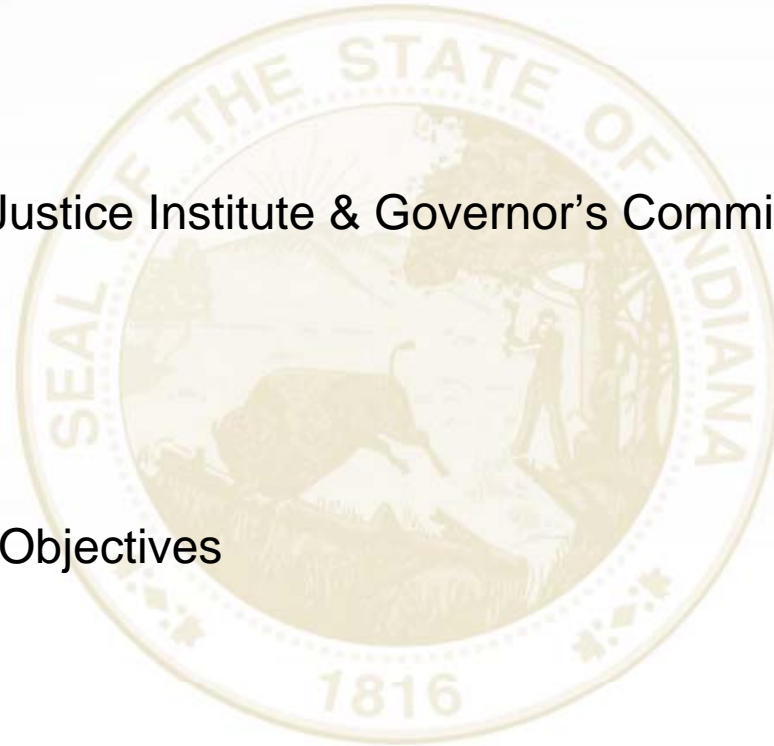 SEAL OF THE STATE OF INDIANA
Justice Institute & Governor’s Commi
Objectives
1816